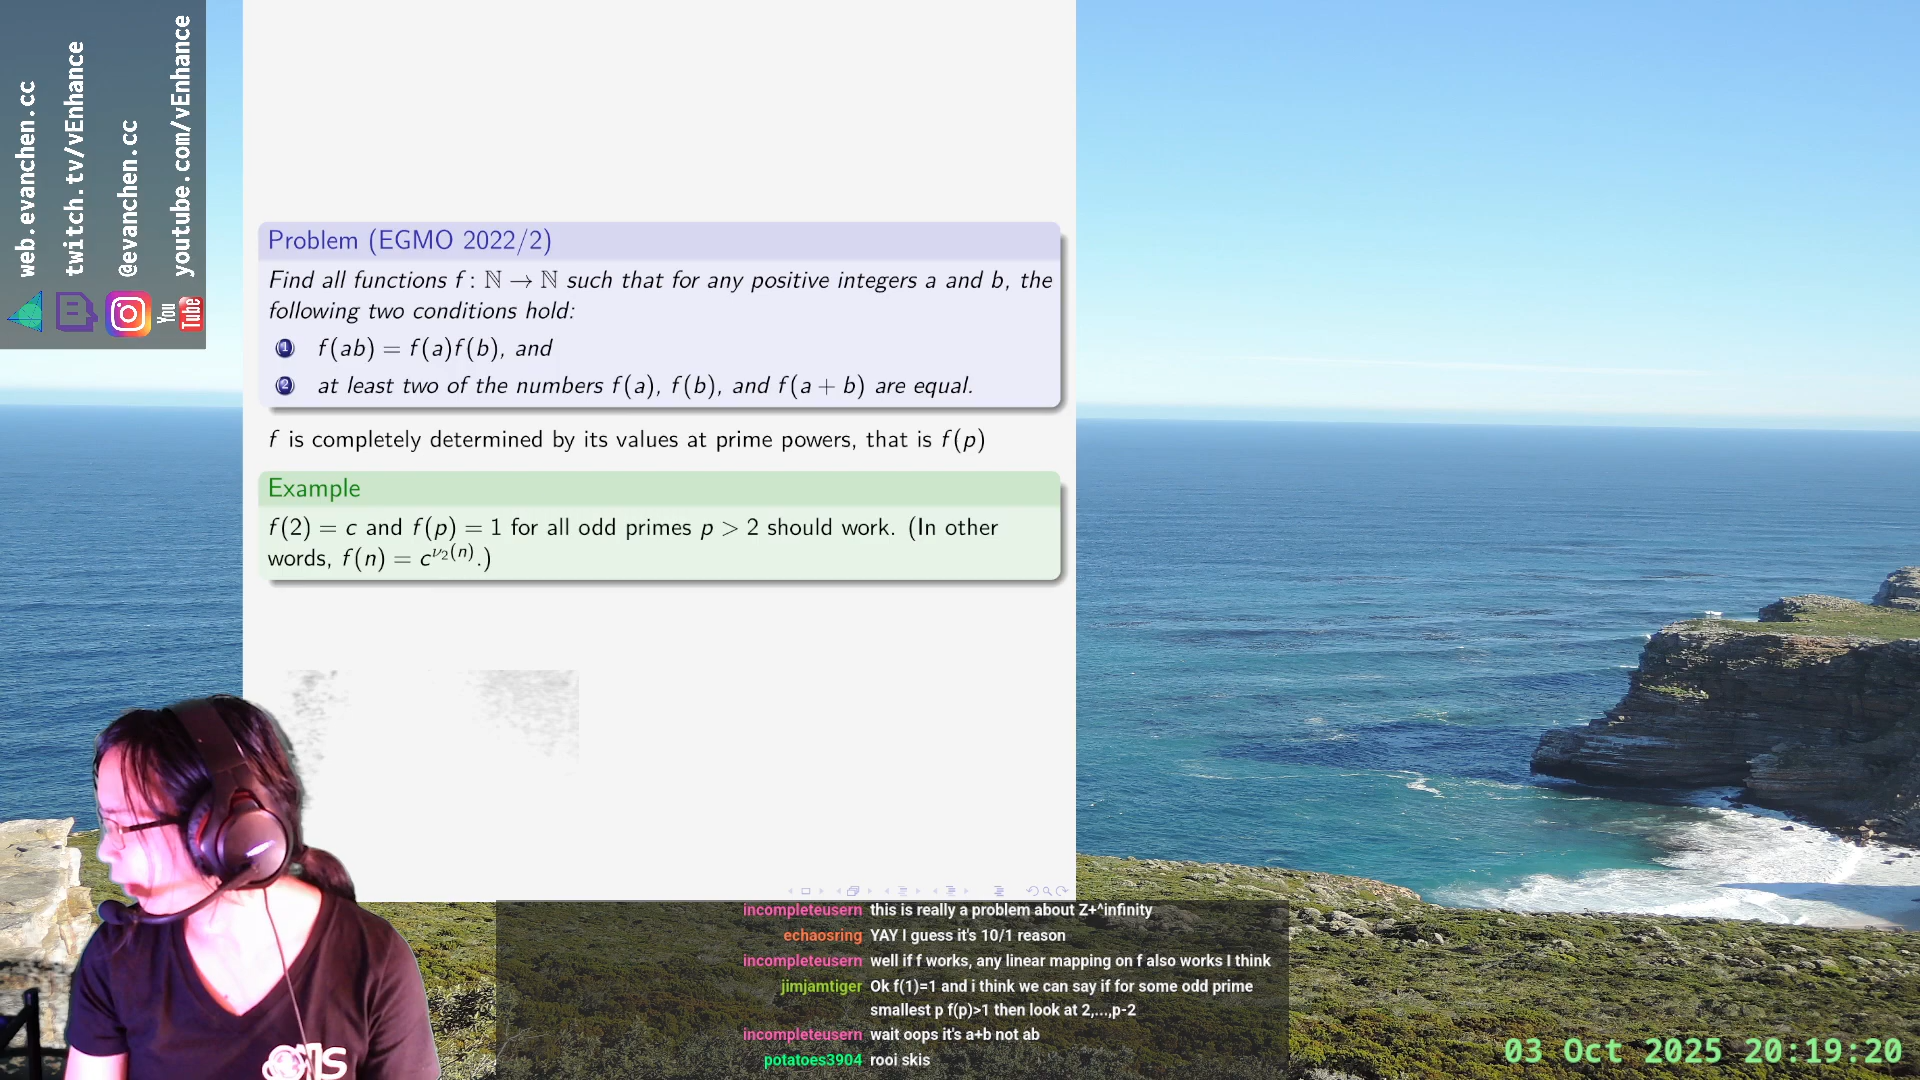 web.evanchen.cc
twitch.tv/vEnhance
@evanchen.cc
youtube.com/vEnhance
You
Tube
Problem (EGMO 2022/2)
Find all functions f : ℕ → ℕ such that for any positive integers a and b, the
following two conditions hold:
1 f(ab) = f(a)f(b), and
2 at least two of the numbers f(a), f(b), and f(a + b) are equal.
f is completely determined by its values at prime powers, that is f(p)
Example
f(2) = c and f(p) = 1 for all odd primes p > 2 should work. (In other
words, f(n) = c^{ν₂(n)}.)
incompleteusern this is really a problem about Z+^infinity
echaosring YAY I guess it's 10/1 reason
incompleteusern well if f works, any linear mapping on f also works I think
jimjamtiger Ok f(1)=1 and i think we can say if for some odd prime
smallest p f(p)>1 then look at 2,...,p-2
incompleteusern wait oops it's a+b not ab
potatoes3904 rooi skis
03 Oct 2025 20:19:20